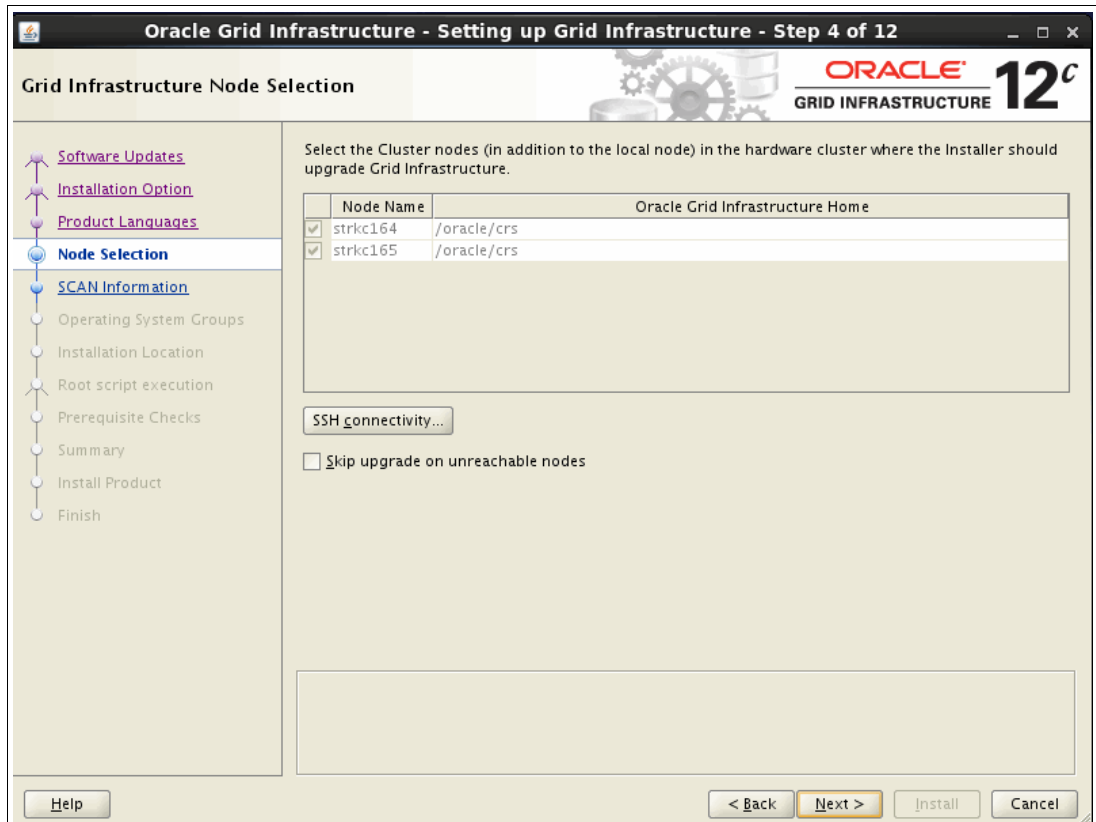 Oracle Grid Infrastructure - Setting up Grid Infrastructure - Step 4 of 12
Grid Infrastructure Node Selection
ORACLE
GRID INFRASTRUCTURE 12c
Software Updates
Installation Option
Product Languages
Node Selection
SCAN Information
Operating System Groups
Installation Location
Root script execution
Prerequisite Checks
Summary
Install Product
Finish
Select the Cluster nodes (in addition to the local node) in the hardware cluster where the Installer should
upgrade Grid Infrastructure.
Node Name Oracle Grid Infrastructure Home
strkc164 /oracle/crs
strkc165 /oracle/crs
SSH connectivity...
Skip upgrade on unreachable nodes
Help < Back Next > Install Cancel